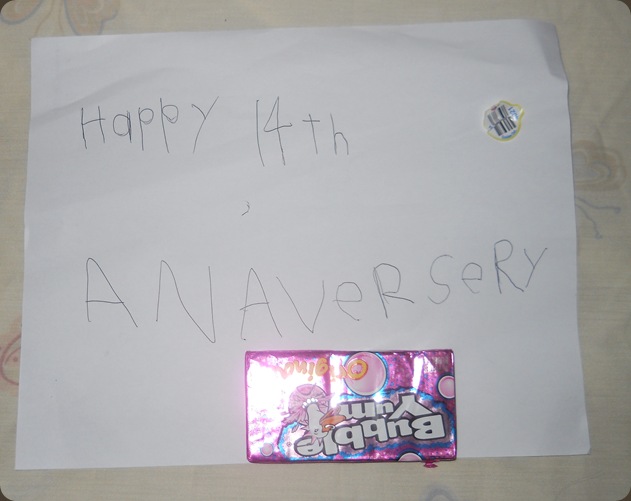 Happy 14th
ANAVeRSeRY
Original
Bubble
Yum